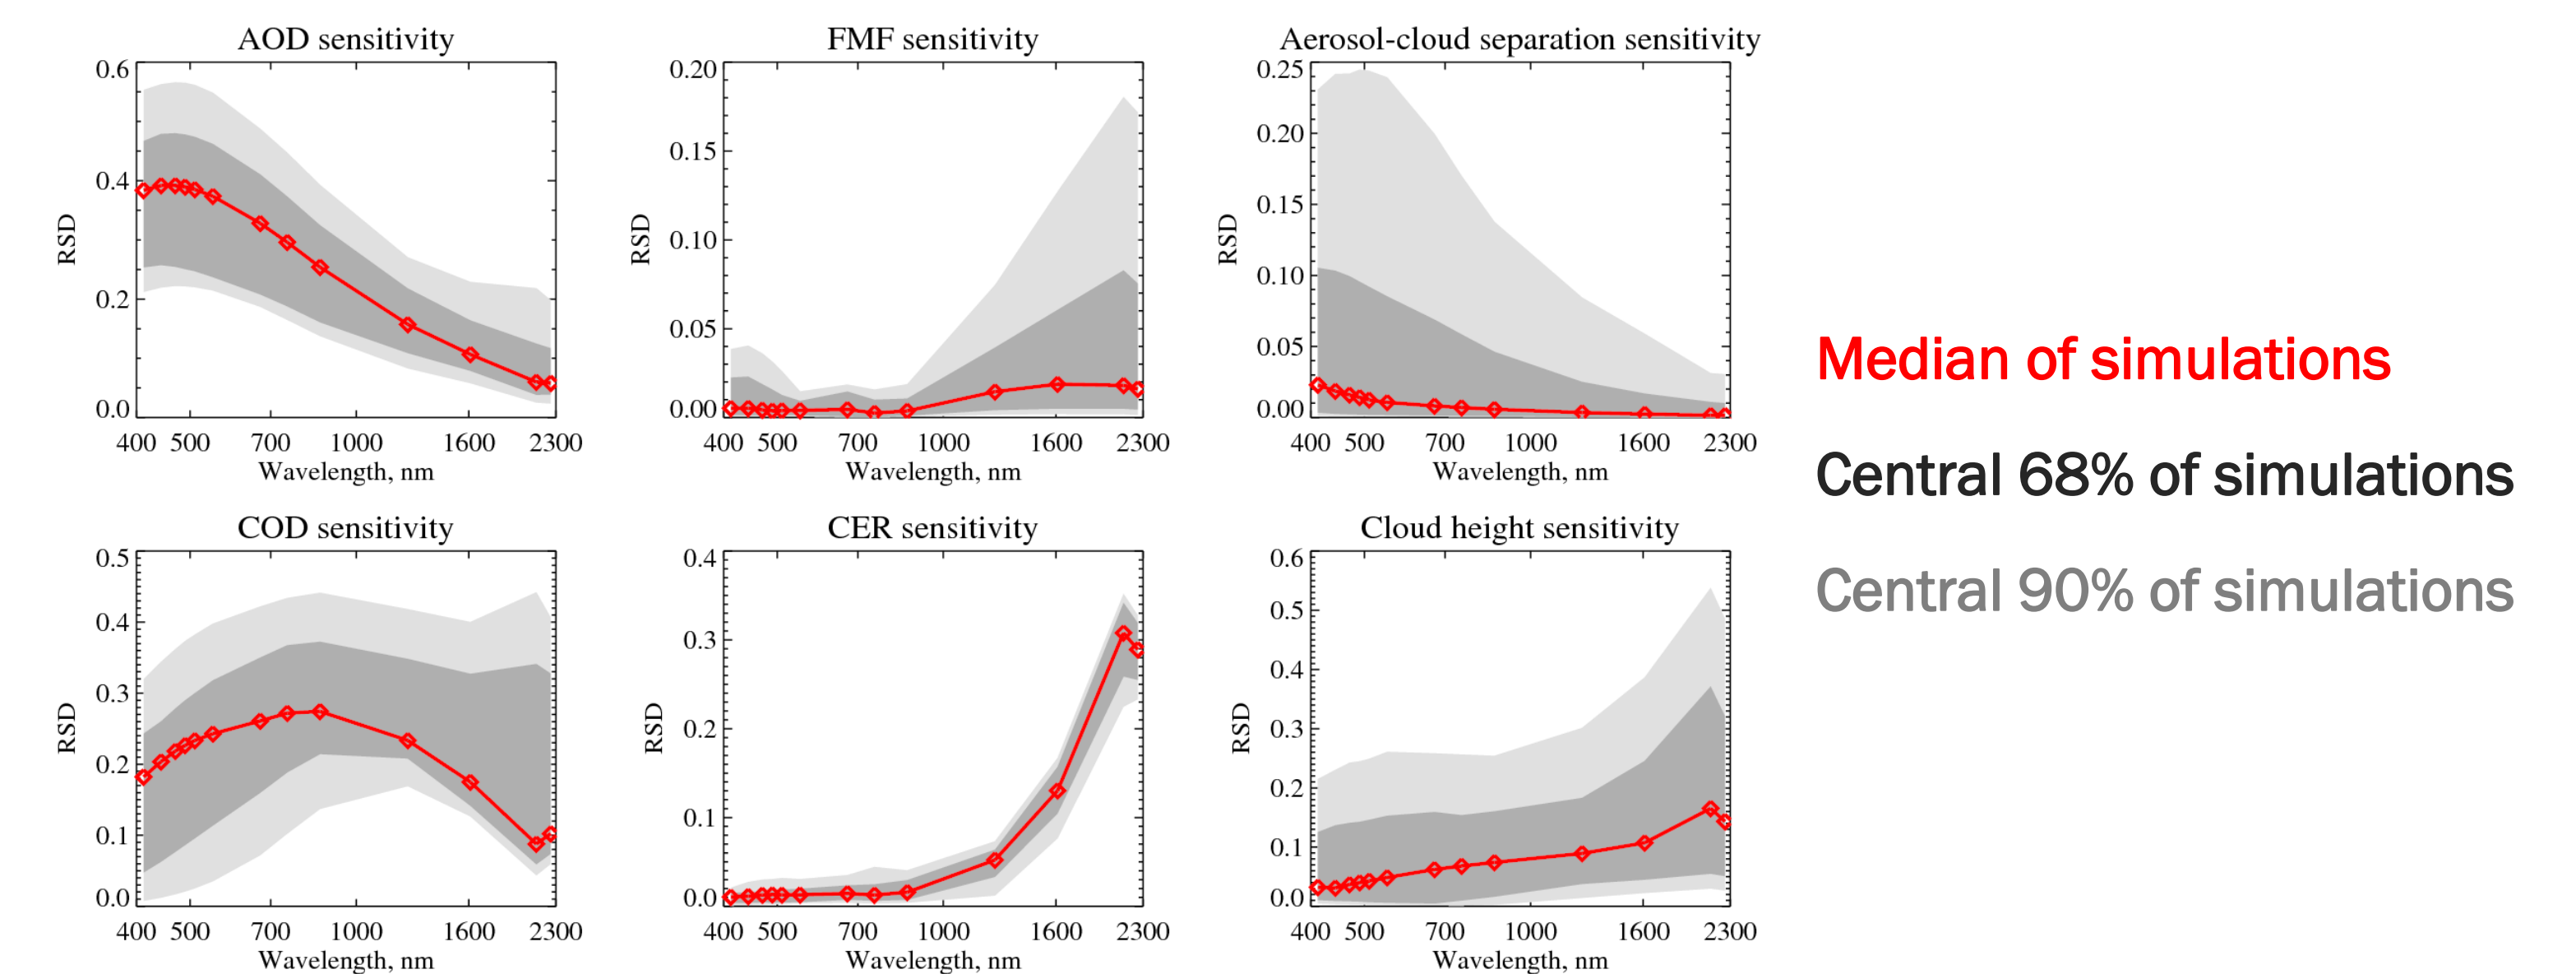 AOD sensitivity
RSD
0.6
0.4
0.2
0.0
400 500 700 1000 1600 2300
Wavelength, nm
FMF sensitivity
RSD
0.20
0.15
0.10
0.05
0.00
400 500 700 1000 1600 2300
Wavelength, nm
Aerosol-cloud separation sensitivity
RSD
0.25
0.20
0.15
0.10
0.05
0.00
400 500 700 1000 1600 2300
Wavelength, nm
COD sensitivity
RSD
0.5
0.4
0.3
0.2
0.1
0.0
400 500 700 1000 1600 2300
Wavelength, nm
CER sensitivity
RSD
0.4
0.3
0.2
0.1
0.0
400 500 700 1000 1600 2300
Wavelength, nm
Cloud height sensitivity
RSD
0.6
0.5
0.4
0.3
0.2
0.1
0.0
400 500 700 1000 1600 2300
Wavelength, nm
Median of simulations
Central 68% of simulations
Central 90% of simulations